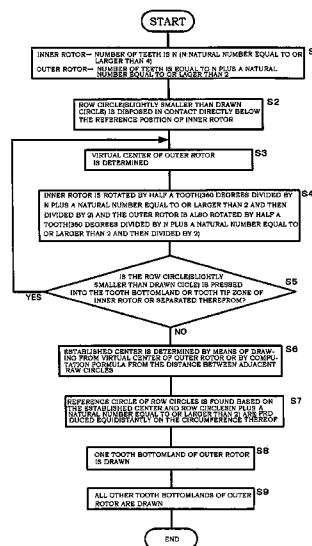 START
S
INNER ROTOR— NUMBER OF TEETH IS N (N NATURAL NUMBER EQUAL TO OR
LARGER THAN 4)
OUTER ROTOR— NUMBER OF TEETH IS EQUAL TO N PLUS A NATURAL
NUMBER EQUAL TO OR LAGER THAN 2
S2
ROW CIRCLE(SLIGHTLY SMALLER THAN DRAWN
CIRCLE) IS DISPOSED IN CONTACT DIRECTLY BELOW
THE REFERENCE POSITION OF INNER ROTOR
S3
VIRTUAL CENTER OF OUTER ROTOR
IS DETERMINED
S4
INNER ROTOR IS ROTATED BY HALF A TOOTH(360 DEGREES DIVIDED BY
N PLUS A NATURAL NUMBER EQUAL TO OR LARGER THAN 2 AND THEN
DIVIDED BY 2) AND THE OUTER ROTOR IS ALSO ROTATED BY HALF A
TOOTH(360 DEGREES DIVIDED BY N PLUS A NATURAL NUMBER EQUAL TO
OR LARGER THAN 2 AND THEN DIVIDED BY 2)
S5
IS THE ROW CIRCLE(SLIGHTLY
SMALLER THAN DRAWN CICLE) IS PRESSED
INTO THE TOOTH BOTTOMLAND OR TOOTH TIP ZONE OF
INNER ROTOR OR SEPARATED THEREFROM?
YES
NO
S6
ESTABLISHED CENTER IS DETERMINED BY MEANS OF DRAW-
ING FROM VIRTUAL CENTER OF OUTER ROTOR OR BY COMPU-
TATION FORMULA FROM THE DISTANCE BETWEEN ADJACENT
RAW CIRCLES
S7
REFERENCE CIRCLE OF ROW CIRCLES IS FOUND BASED ON
THE ESTABLISHED CENTER AND ROW CIRCLES(N PLUS A
NATURAL NUMBER EQUAL TO OR LARGER THAN 2) ARE PRO
DUCED EQUIDISTANTLY ON THE CIRCUMFERENCE THEREOF
S8
ONE TOOTH BOTTOMLAND OF OUTER ROTOR
IS DRAWN
S9
ALL OTHER TOOTH BOTTOMLANDS OF OUTER
ROTOR ARE DRAWN
END